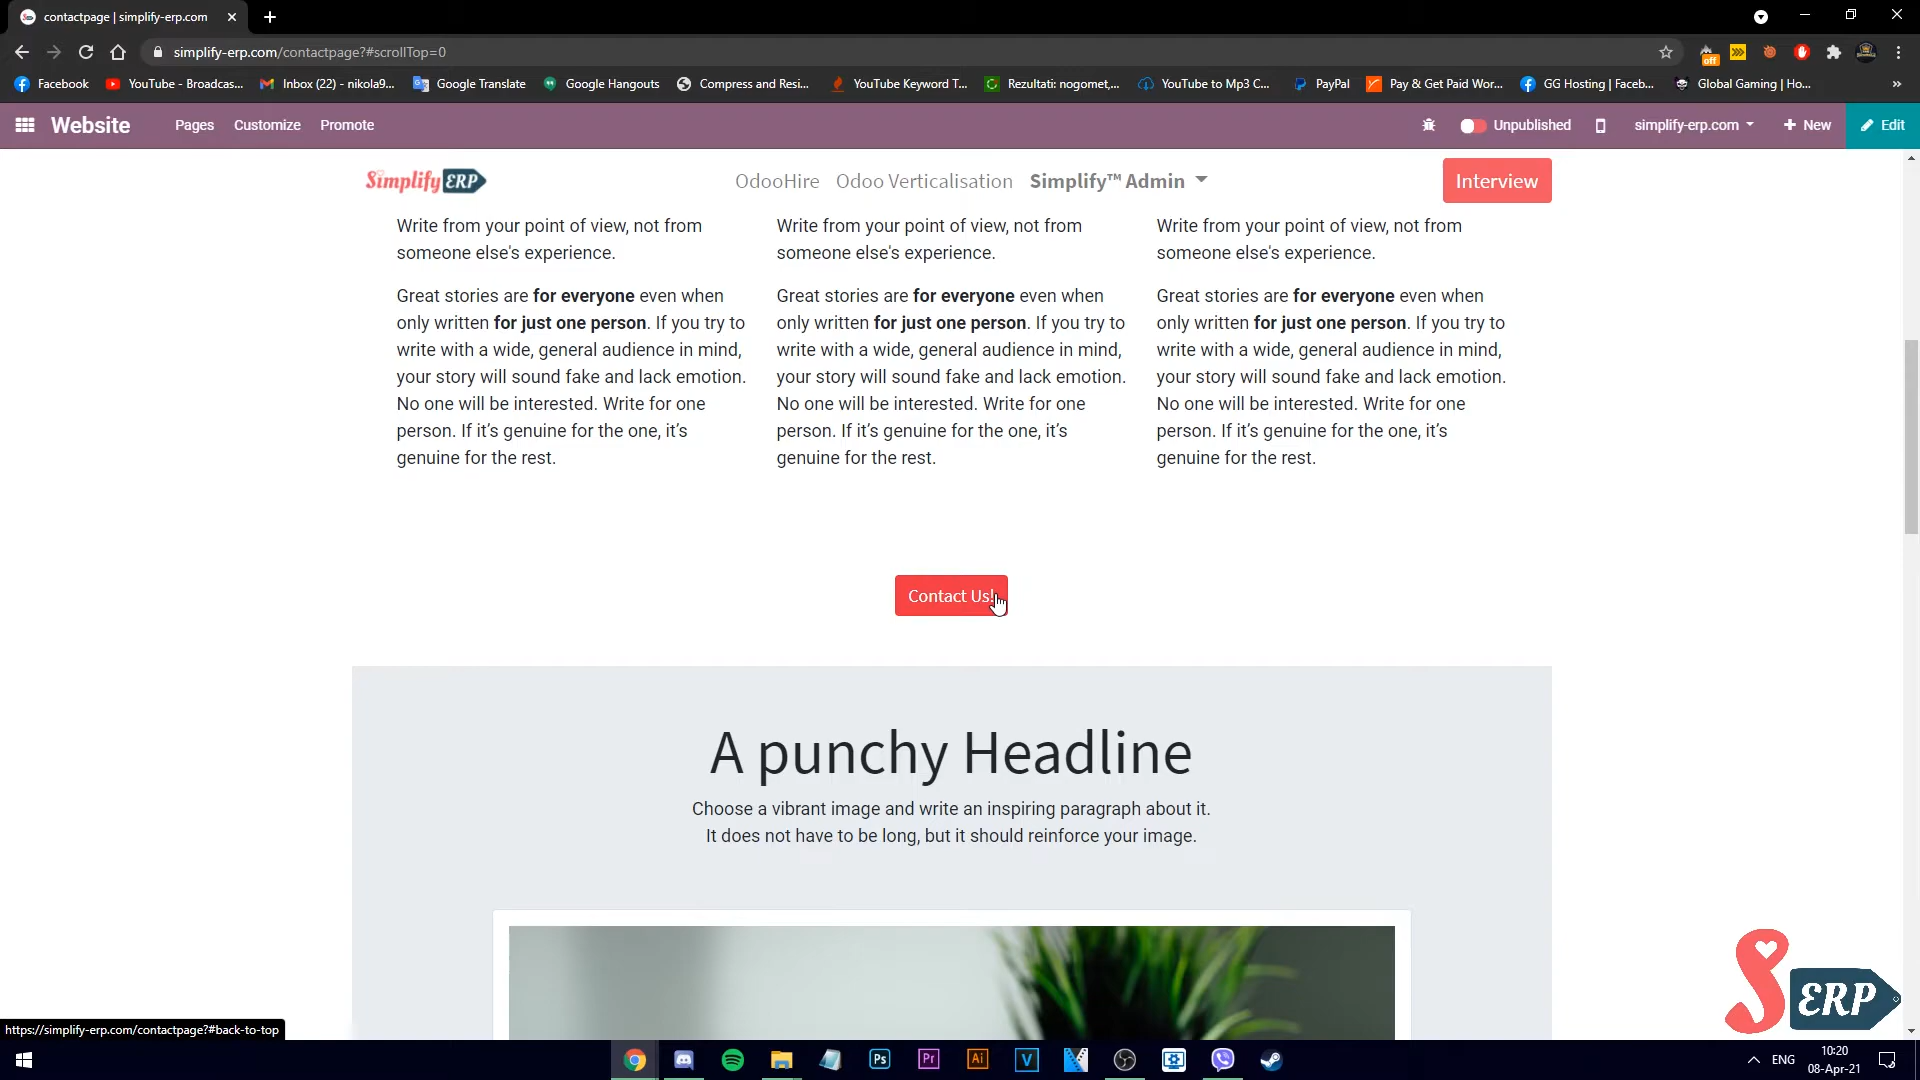 contactpage | simplify-erp.com
simplify-erp.com/contactpage?#scrollTop=0
off
Facebook
YouTube - Broadcas...
Inbox (22) - nikola9...
Google Translate
Google Hangouts
Compress and Resi...
YouTube Keyword T...
Rezultati: nogomet,...
YouTube to Mp3 C...
PayPal
Pay & Get Paid Wor...
GG Hosting | Faceb...
Global Gaming | Ho...
»
Website
Pages
Customize
Promote
Unpublished
simplify-erp.com
+ New
Edit
Simplify ERP
OdooHire
Odoo Verticalisation
Simplify™ Admin
Interview
Write from your point of view, not from
someone else's experience.
Great stories are for everyone even when
only written for just one person. If you try to
write with a wide, general audience in mind,
your story will sound fake and lack emotion.
No one will be interested. Write for one
person. If it's genuine for the one, it's
genuine for the rest.
Write from your point of view, not from
someone else's experience.
Great stories are for everyone even when
only written for just one person. If you try to
write with a wide, general audience in mind,
your story will sound fake and lack emotion.
No one will be interested. Write for one
person. If it's genuine for the one, it's
genuine for the rest.
Write from your point of view, not from
someone else's experience.
Great stories are for everyone even when
only written for just one person. If you try to
write with a wide, general audience in mind,
your story will sound fake and lack emotion.
No one will be interested. Write for one
person. If it's genuine for the one, it's
genuine for the rest.
Contact Us!
A punchy Headline
Choose a vibrant image and write an inspiring paragraph about it.
It does not have to be long, but it should reinforce your image.
S ERP
https://simplify-erp.com/contactpage?#back-to-top
Ps
Pr
Ai
V
ENG
10:20
08-Apr-21